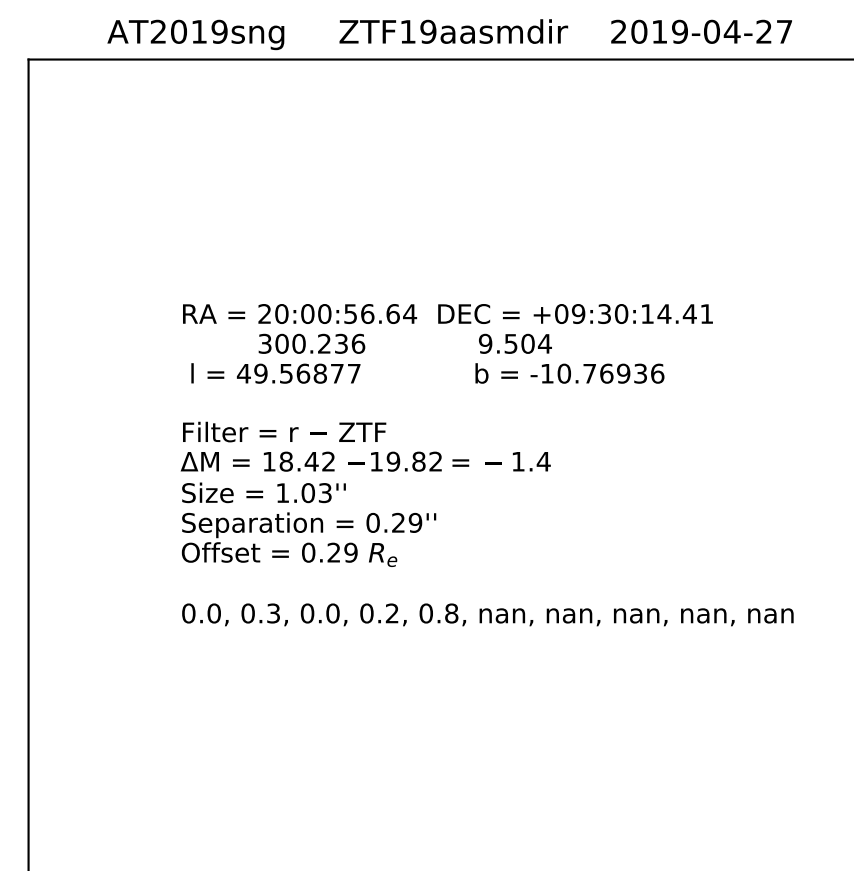 AT2019sng ZTF19aasmdir 2019-04-27
RA = 20:00:56.64 DEC = +09:30:14.41
300.236 9.504
l = 49.56877 b = -10.76936
Filter = r − ZTF
ΔM = 18.42 −19.82 = − 1.4
Size = 1.03''
Separation = 0.29''
Offset = 0.29 Re
0.0, 0.3, 0.0, 0.2, 0.8, nan, nan, nan, nan, nan